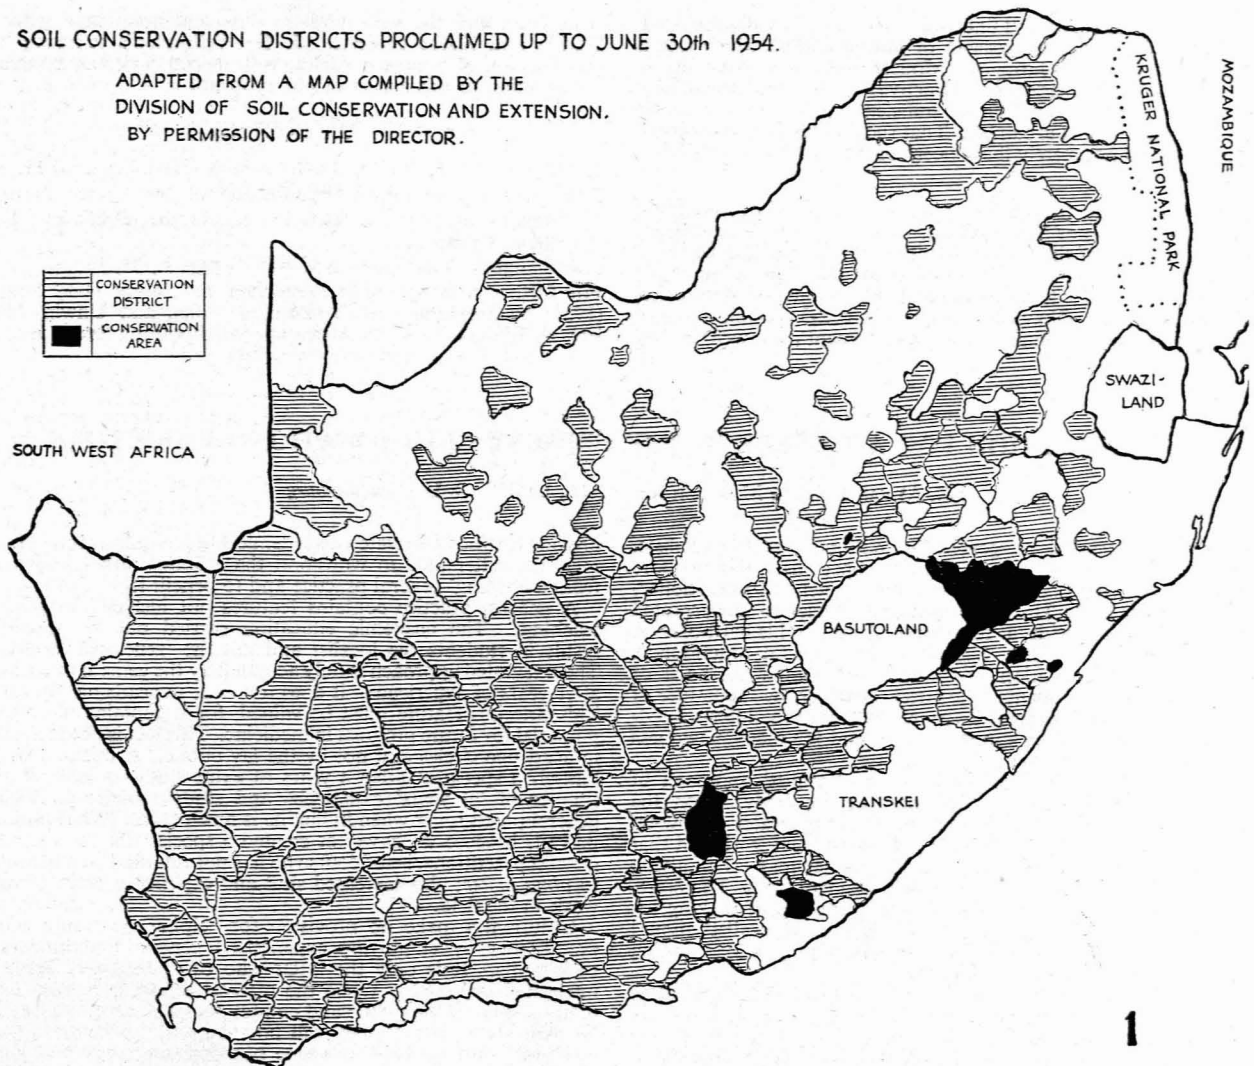 SOIL CONSERVATION DISTRICTS PROCLAIMED UP TO JUNE 30th 1954.
ADAPTED FROM A MAP COMPILED BY THE
DIVISION OF SOIL CONSERVATION AND EXTENSION.
BY PERMISSION OF THE DIRECTOR.
MOZAMBIQUE
KRUGER NATIONAL PARK
CONSERVATION
DISTRICT
CONSERVATION
AREA
SWAZI-
LAND
SOUTH WEST AFRICA
BASUTOLAND
TRANSKEI
1